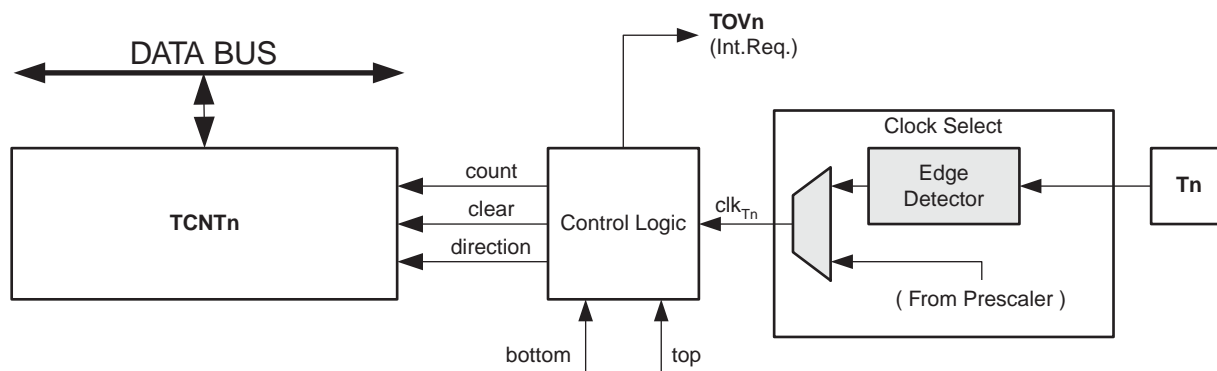 TOVn
(Int.Req.)
DATA BUS
Clock Select
count
Edge
Detector
Tn
clear
clkTn
TCNTn
Control Logic
direction
( From Prescaler )
bottom
top